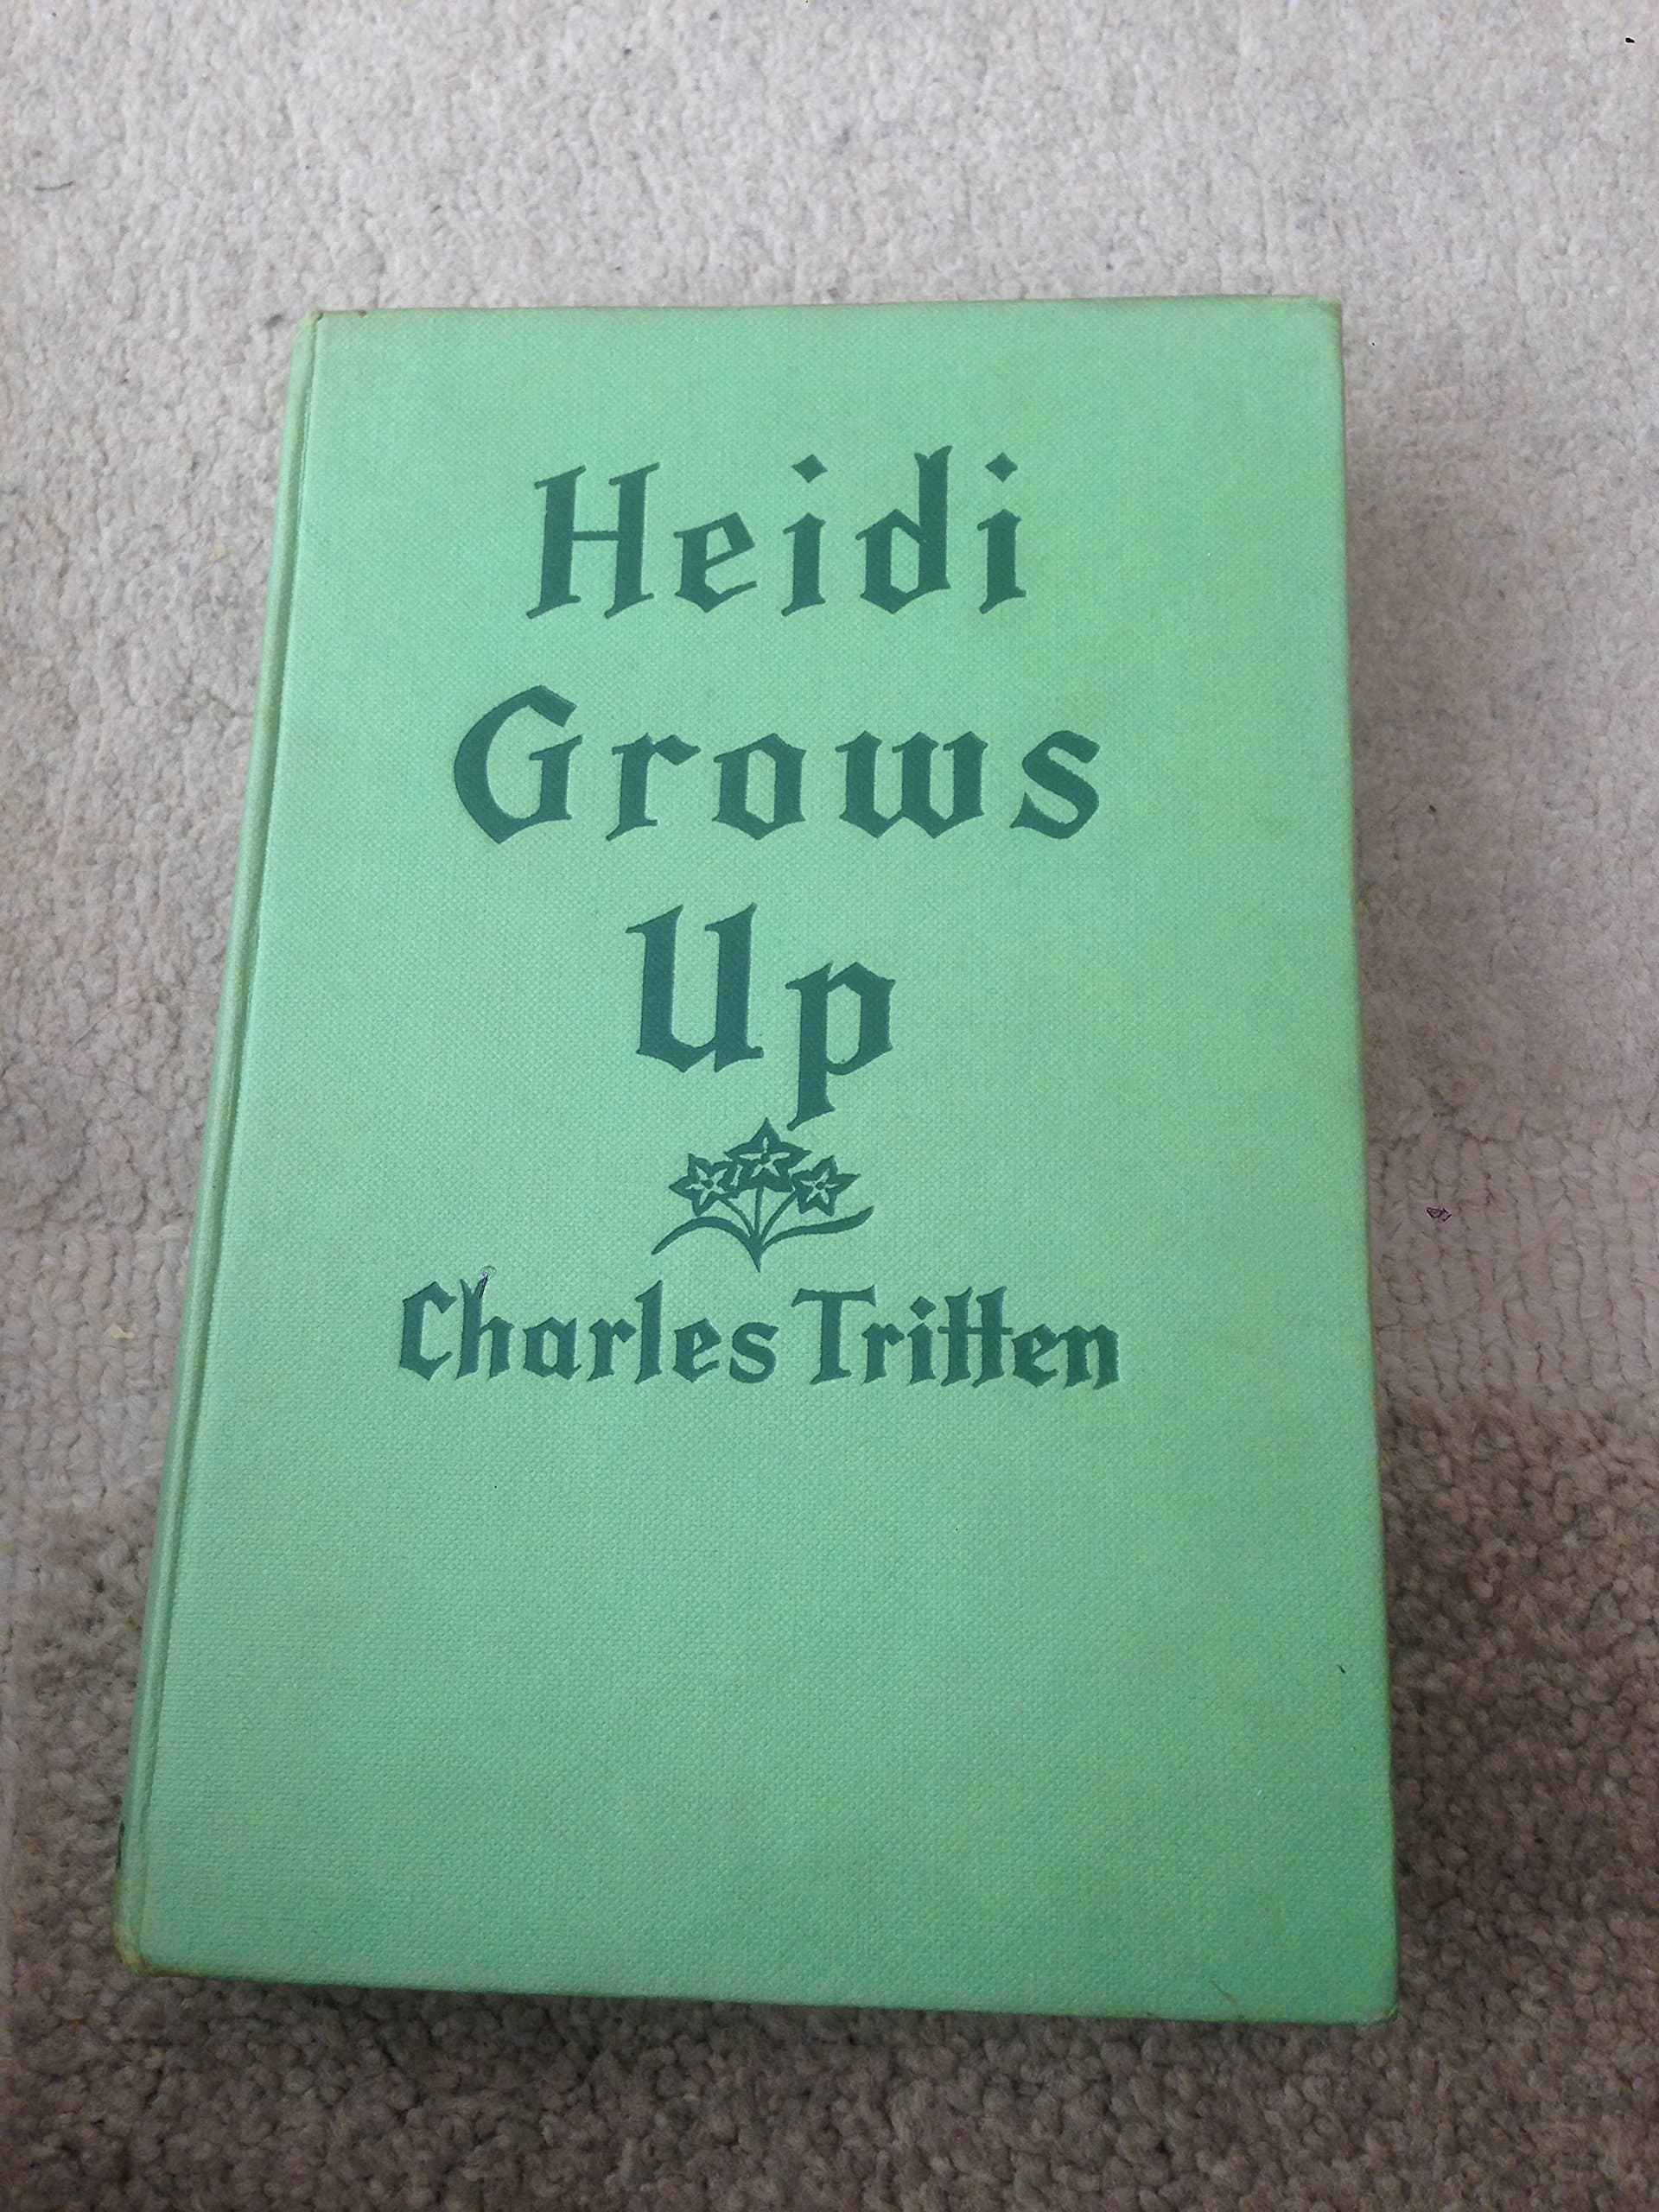 Heidi
Grows
Up
Charles Tritten